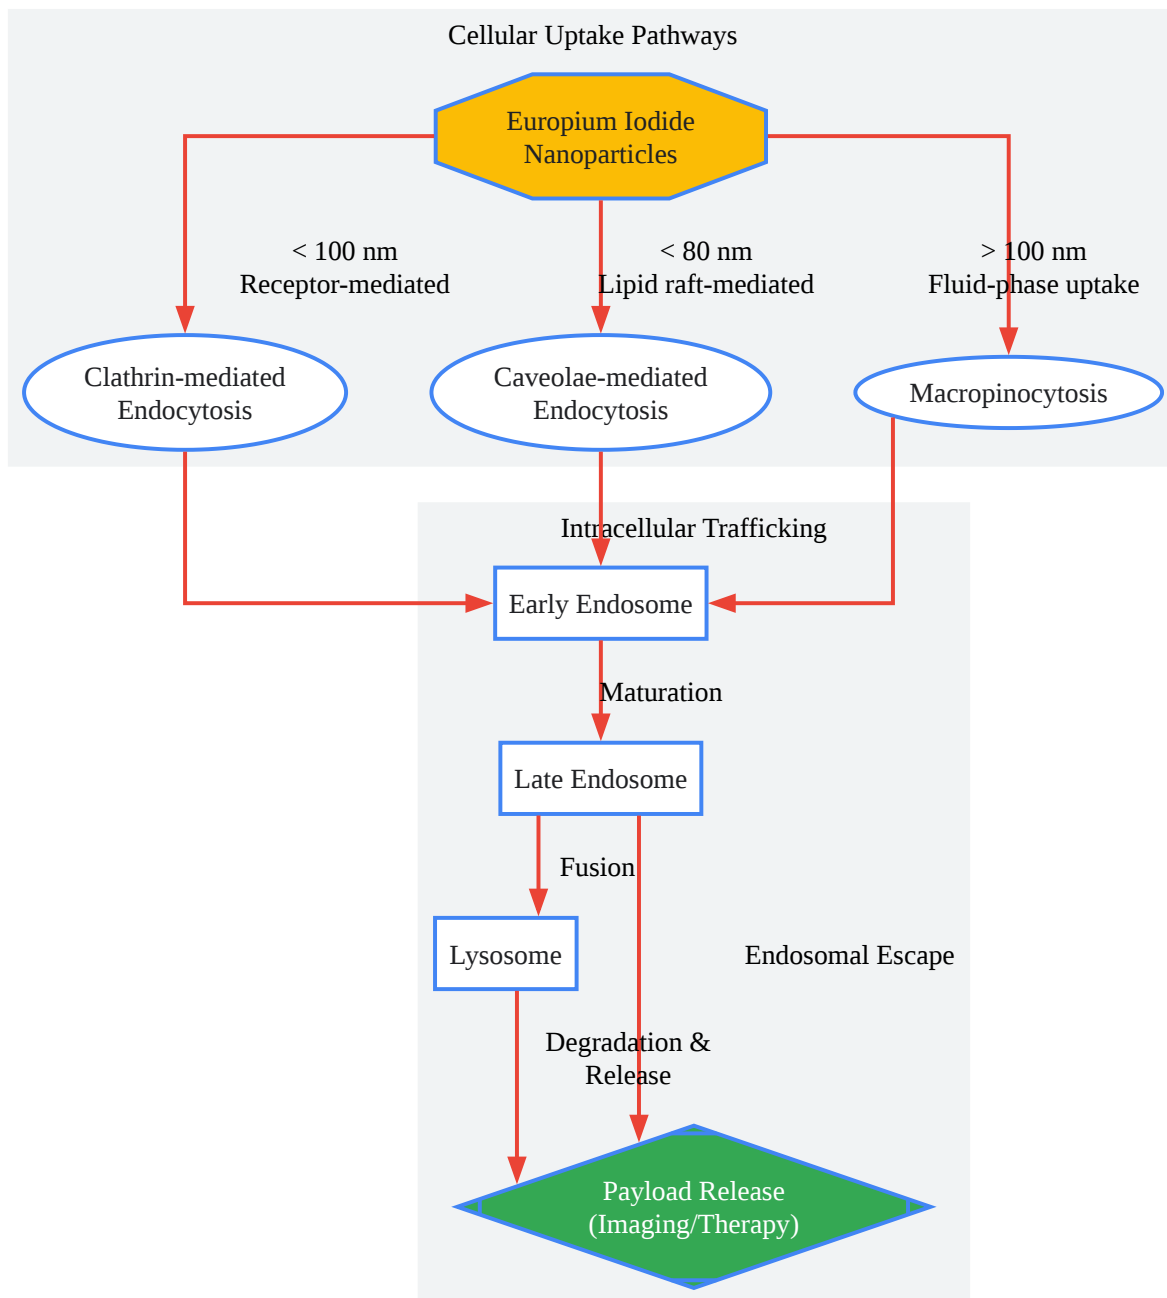 Cellular Uptake Pathways
Europium Iodide
Nanoparticles
< 100 nm
Receptor-mediated
< 80 nm
Lipid raft-mediated
> 100 nm
Fluid-phase uptake
Clathrin-mediated
Endocytosis
Caveolae-mediated
Endocytosis
Macropinocytosis
Intracellular Trafficking
Early Endosome
Maturation
Late Endosome
Fusion
Lysosome
Endosomal Escape
Degradation &
Release
Payload Release
(Imaging/Therapy)